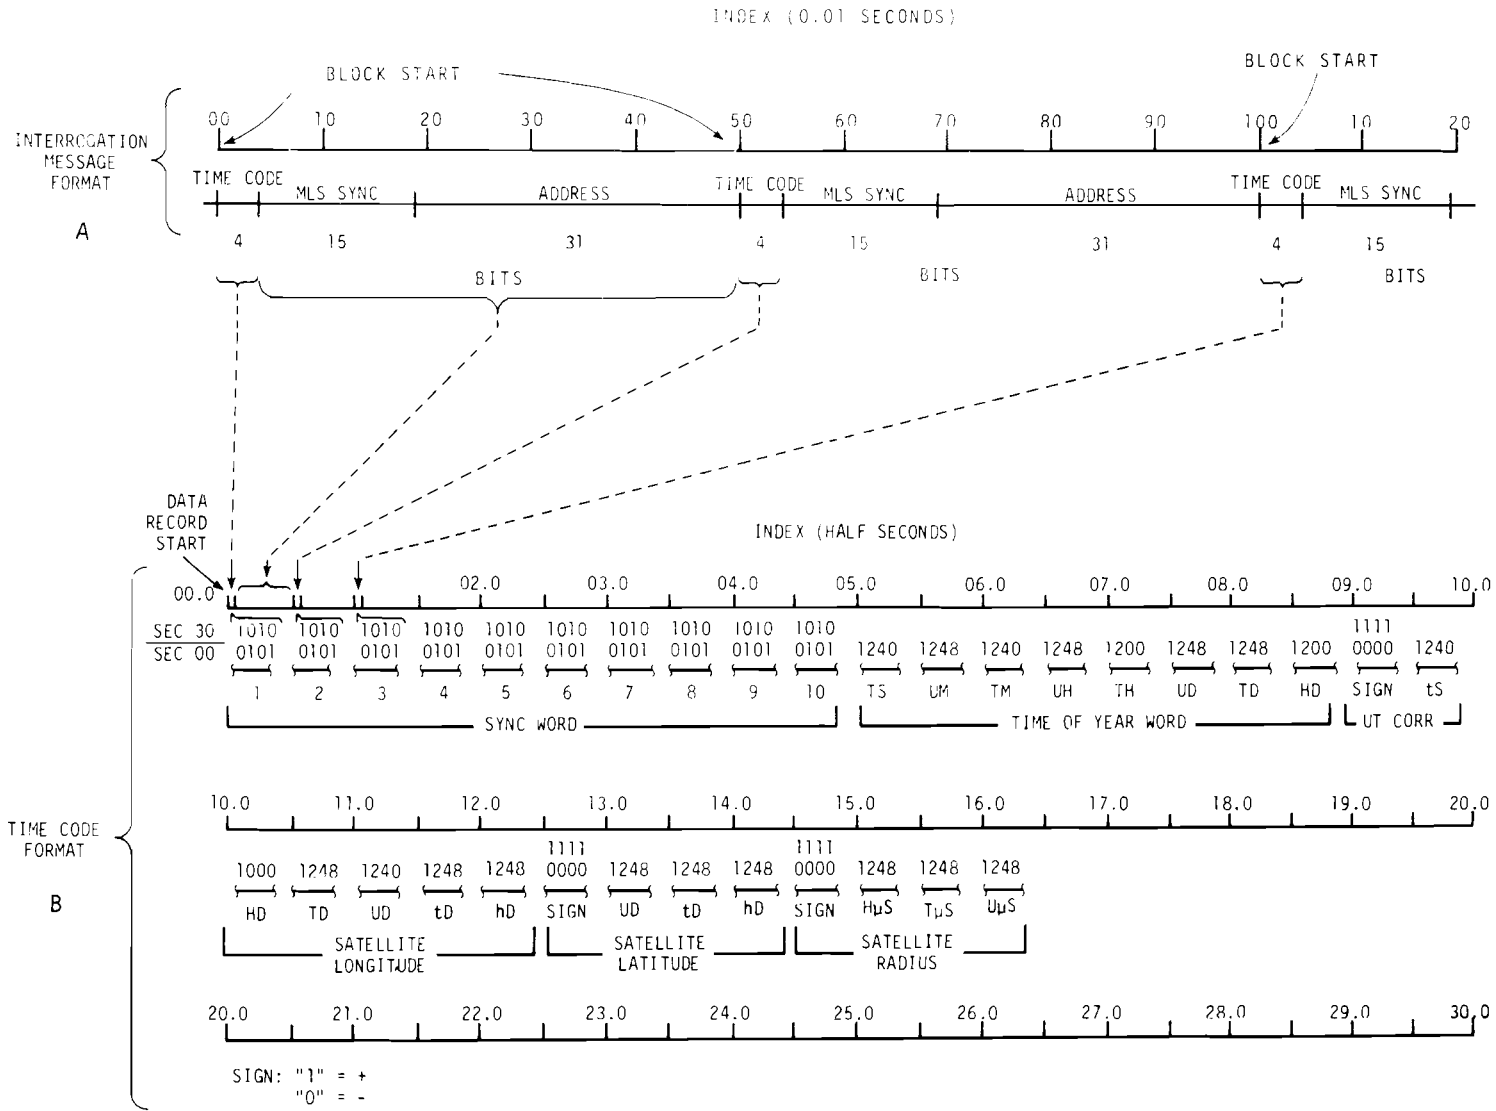 INDEX (0.01 SECONDS)
BLOCK START
BLOCK START
00 10 20 30 40 50 60 70 80 90 100 10 20
INTERROGATION
MESSAGE
FORMAT
A
TIME CODE MLS SYNC ADDRESS TIME CODE MLS SYNC ADDRESS TIME CODE MLS SYNC
4 15 31 4 15 31 4 15
BITS BITS BITS
DATA
RECORD
START
INDEX (HALF SECONDS)
00.0 02.0 03.0 04.0 05.0 06.0 07.0 08.0 09.0 10.0
SEC 30 1010 1010 1010 1010 1010 1010 1010 1010 1010 1010 1111
SEC 00 0101 0101 0101 0101 0101 0101 0101 0101 0101 0101 1240 1248 1240 1248 1200 1248 1248 1200 0000 1240
1 2 3 4 5 6 7 8 9 10 TS UM TM UH TH UD TD HD SIGN tS
SYNC WORD TIME OF YEAR WORD UT CORR
10.0 11.0 12.0 13.0 14.0 15.0 16.0 17.0 18.0 19.0 20.0
TIME CODE
FORMAT
B
1111 1111
1000 1248 1240 1248 1248 0000 1248 1248 1248 0000 1248 1248 1248
HD TD UD tD hD SIGN UD tD hD SIGN HµS TµS UµS
SATELLITE
LONGITUDE
SATELLITE
LATITUDE
SATELLITE
RADIUS
20.0 21.0 22.0 23.0 24.0 25.0 26.0 27.0 28.0 29.0 30.0
SIGN: "1" = +
"0" = -